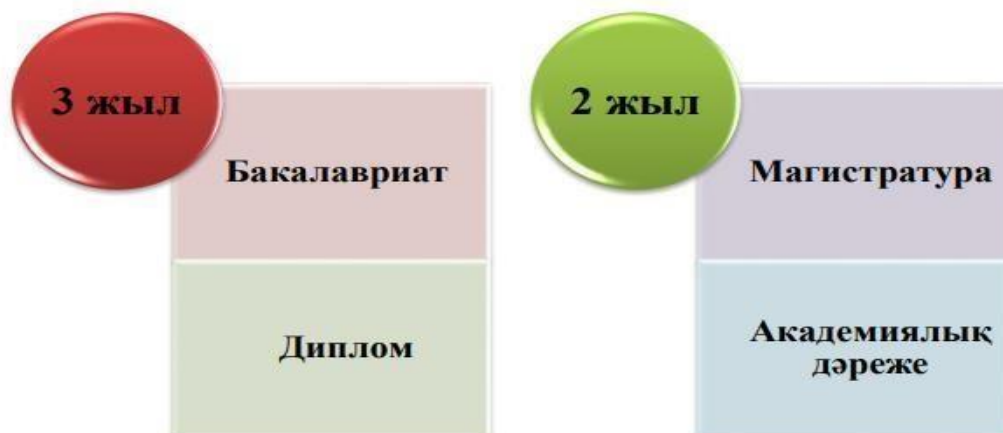 3 жыл
Бакалавриат
Диплом
2 жыл
Магистратура
Академиялық
дәреже